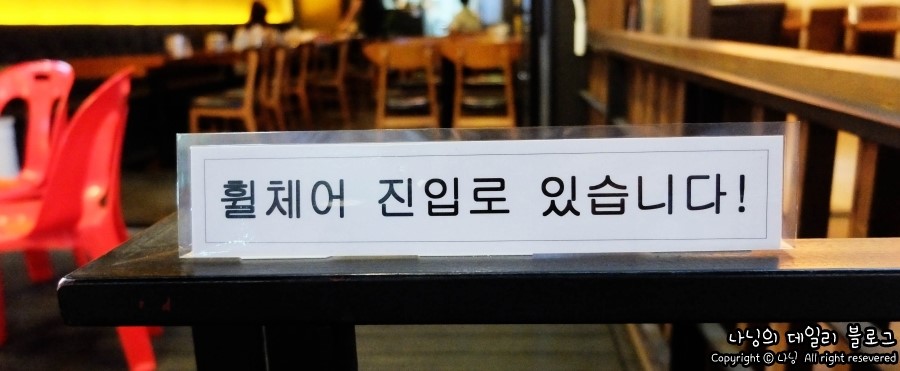 휠체어 진입로 있습니다!
나닝의 데일리 블로그
Copyright © 나닝 All right resevered